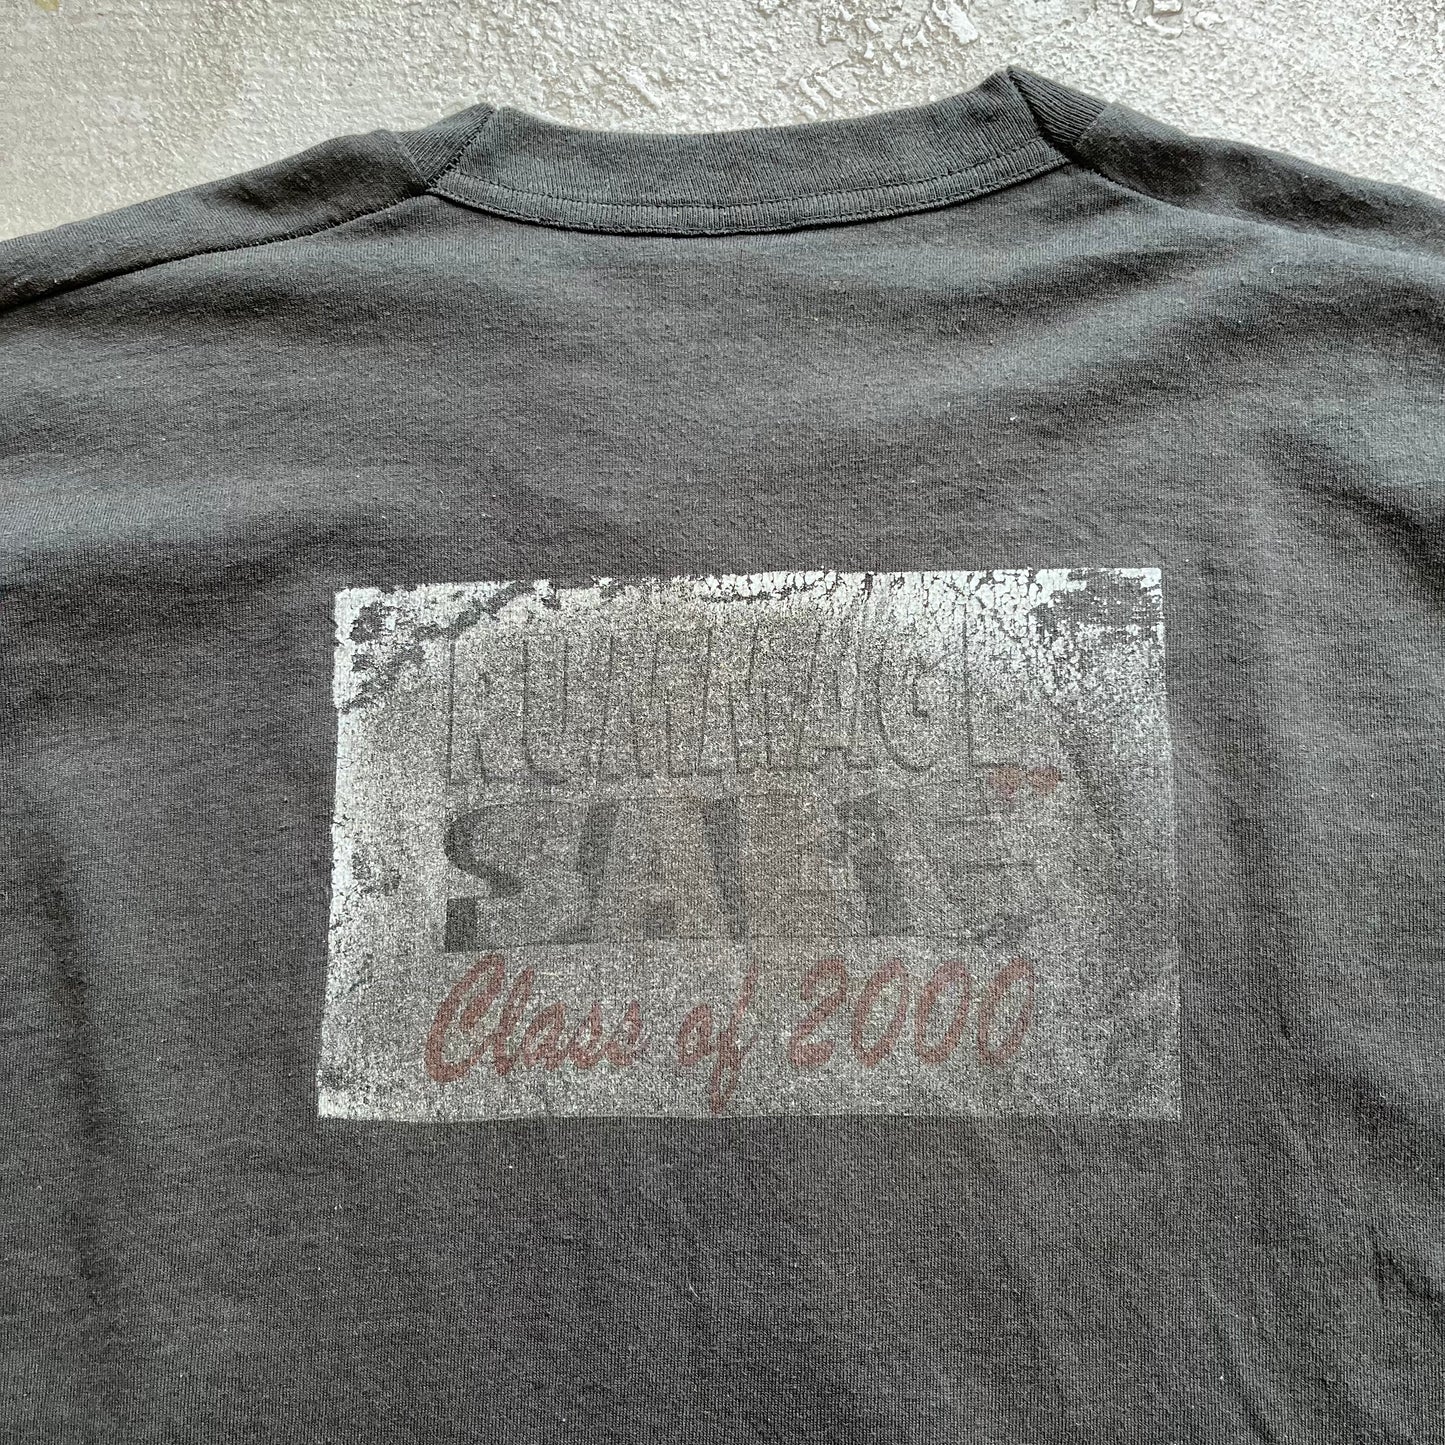 RUMMAGE
SALE
Class of 2000